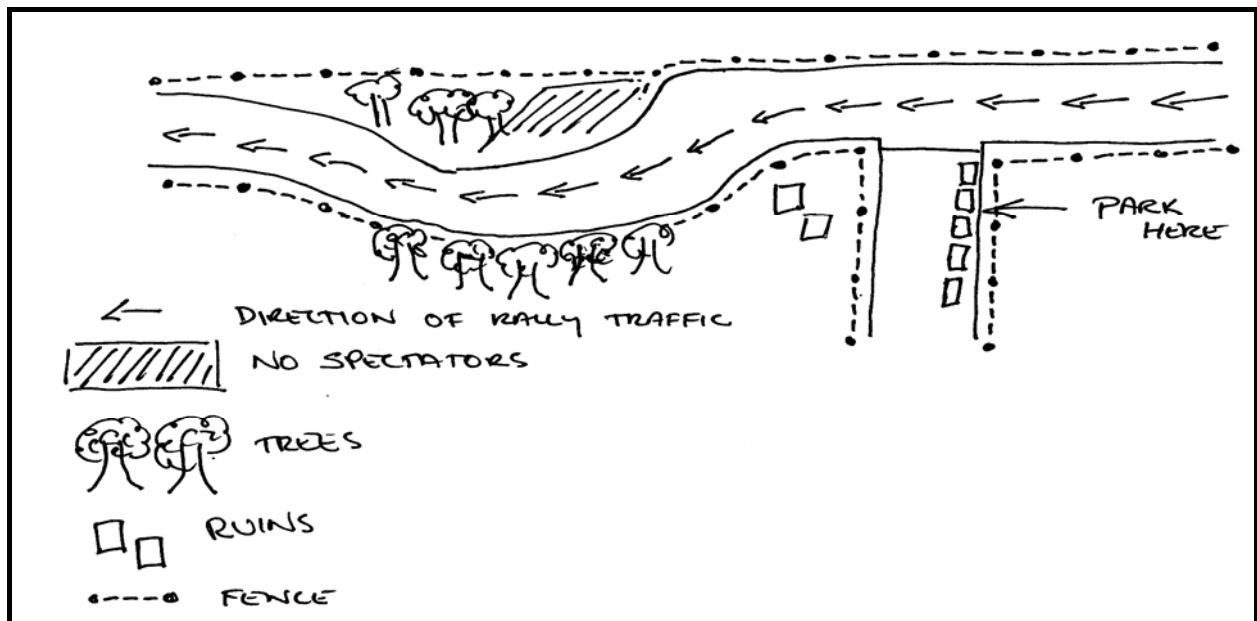 PARK
HERE
DIRECTION OF RALLY TRAFFIC
NO SPECTATORS
TREES
RUINS
FENCE